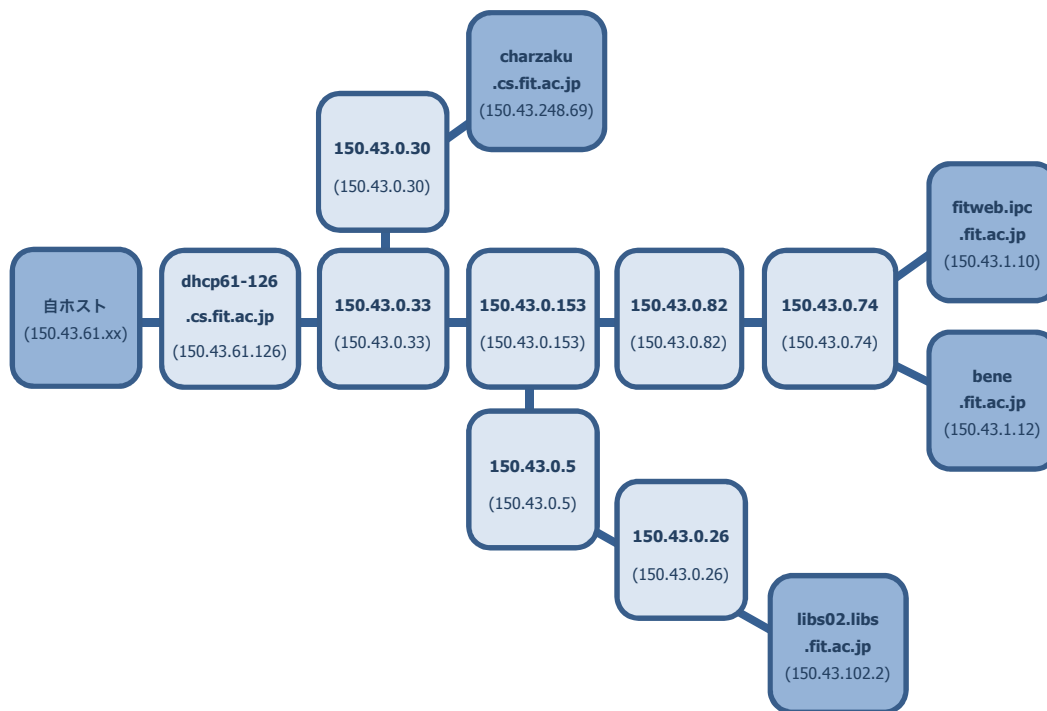 charzaku
.cs.fit.ac.jp
(150.43.248.69)
150.43.0.30
(150.43.0.30)
fitweb.ipc
.fit.ac.jp
(150.43.1.10)
自ホスト
(150.43.61.xx)
dhcp61-126
.cs.fit.ac.jp
(150.43.61.126)
150.43.0.33
(150.43.0.33)
150.43.0.153
(150.43.0.153)
150.43.0.82
(150.43.0.82)
150.43.0.74
(150.43.0.74)
bene
.fit.ac.jp
(150.43.1.12)
150.43.0.5
(150.43.0.5)
150.43.0.26
(150.43.0.26)
libs02.libs
.fit.ac.jp
(150.43.102.2)